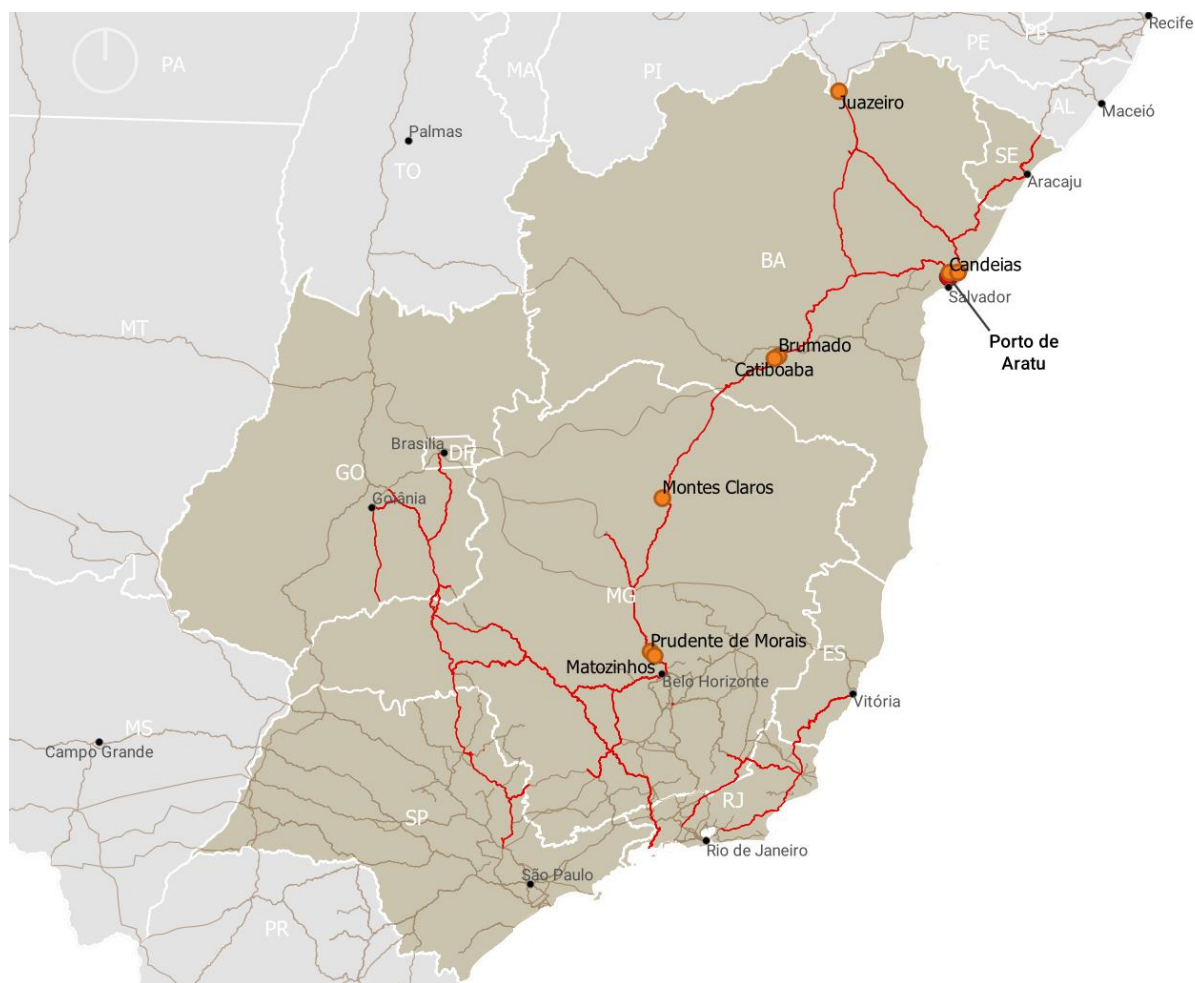 Recife
PB
PE
PA
MA
PI
Juazeiro
AL
Maceió
Palmas
TO
SE
Aracaju
BA
Candeias
Salvador
MT
Porto de
Aratu
Brumado
Catiboaba
Brasília
DF
GO
Goiânia
Montes Claros
MG
Prudente de Morais
Matozinhos
Belo Horizonte
ES
Vitória
MS
Campo Grande
RJ
SP
Rio de Janeiro
São Paulo
PR